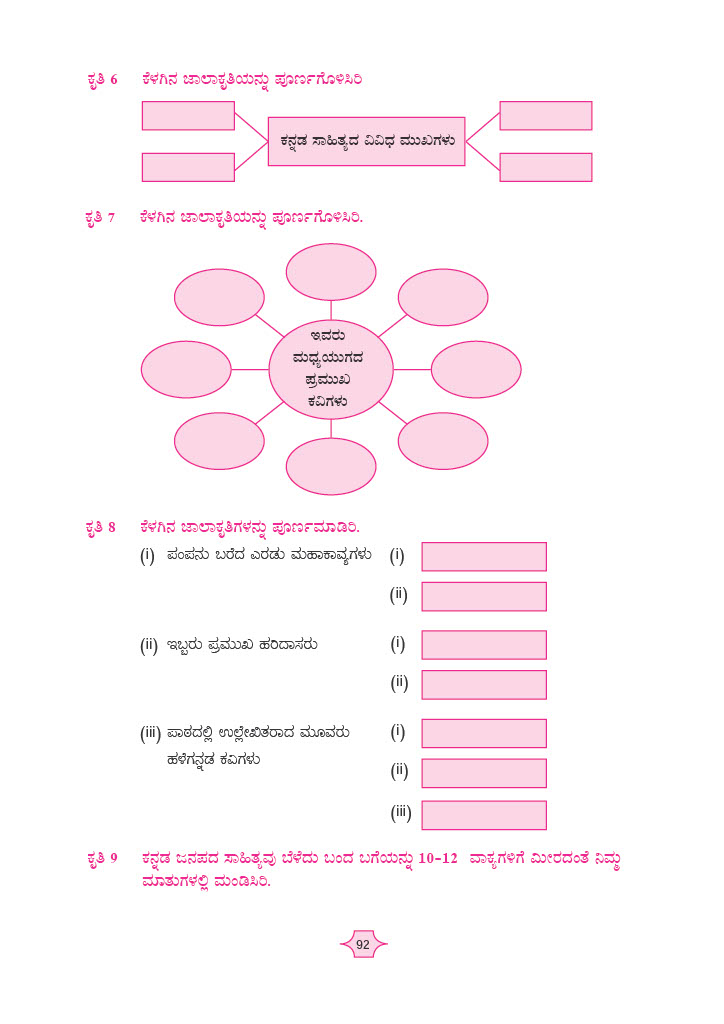 ಕೃತಿ 6 ಕೆಳಗಿನ ಜಾಲಾಕೃತಿಯನ್ನು ಪೂರ್ಣಗೊಳಿಸಿರಿ
ಕನ್ನಡ ಸಾಹಿತ್ಯದ ವಿವಿಧ ಮುಖಗಳು
ಕೃತಿ 7 ಕೆಳಗಿನ ಜಾಲಾಕೃತಿಯನ್ನು ಪೂರ್ಣಗೊಳಿಸಿರಿ.
ಇವರು
ಮಧ್ಯಯುಗದ
ಪ್ರಮುಖ
ಕವಿಗಳು
ಕೃತಿ 8 ಕೆಳಗಿನ ಜಾಲಾಕೃತಿಗಳನ್ನು ಪೂರ್ಣಮಾಡಿರಿ.
(i) ಪಂಪನು ಬರೆದ ಎರಡು ಮಹಾಕಾವ್ಯಗಳು (i)
(ii)
(ii) ಇಬ್ಬರು ಪ್ರಮುಖ ಹರಿದಾಸರು (i)
(ii)
(iii) ಪಾಠದಲ್ಲಿ ಉಲ್ಲೇಖಿತರಾದ ಮೂವರು (i)
ಹಳೆಗನ್ನಡ ಕವಿಗಳು
(ii)
(iii)
ಕೃತಿ 9 ಕನ್ನಡ ಜನಪದ ಸಾಹಿತ್ಯವು ಬೆಳೆದು ಬಂದ ಬಗೆಯನ್ನು 10-12 ವಾಕ್ಯಗಳಿಗೆ ಮೀರದಂತೆ ನಿಮ್ಮ
ಮಾತುಗಳಲ್ಲಿ ಮಂಡಿಸಿರಿ.
92